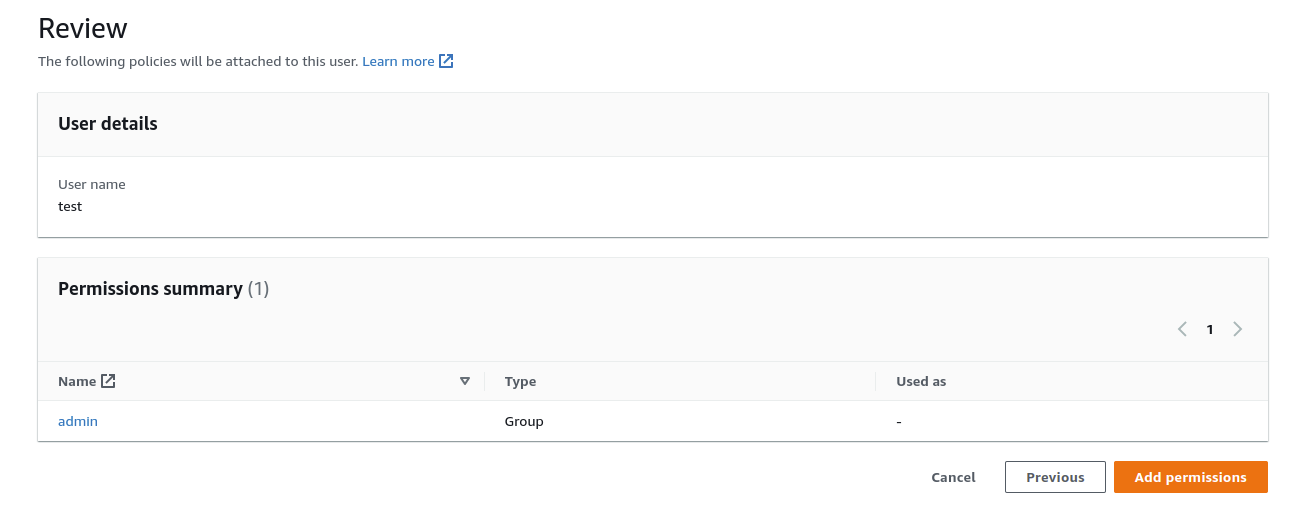 Review
The following policies will be attached to this user. Learn more
User details
User name
test
Permissions summary (1)
1
Name Type Used as
admin Group -
Cancel Previous Add permissions